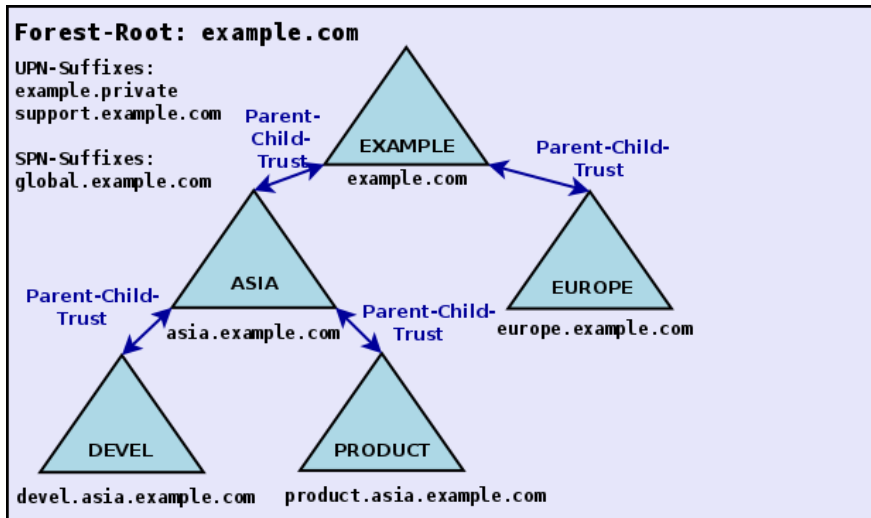 Forest-Root: example.com
UPN-Suffixes:
example.private
support.example.com
SPN-Suffixes:
global.example.com
Parent-
Child-
Trust
EXAMPLE
example.com
Parent-Child-
Trust
ASIA
asia.example.com
EUROPE
europe.example.com
Parent-Child-
Trust
Parent-Child-
Trust
DEVEL
devel.asia.example.com
PRODUCT
product.asia.example.com